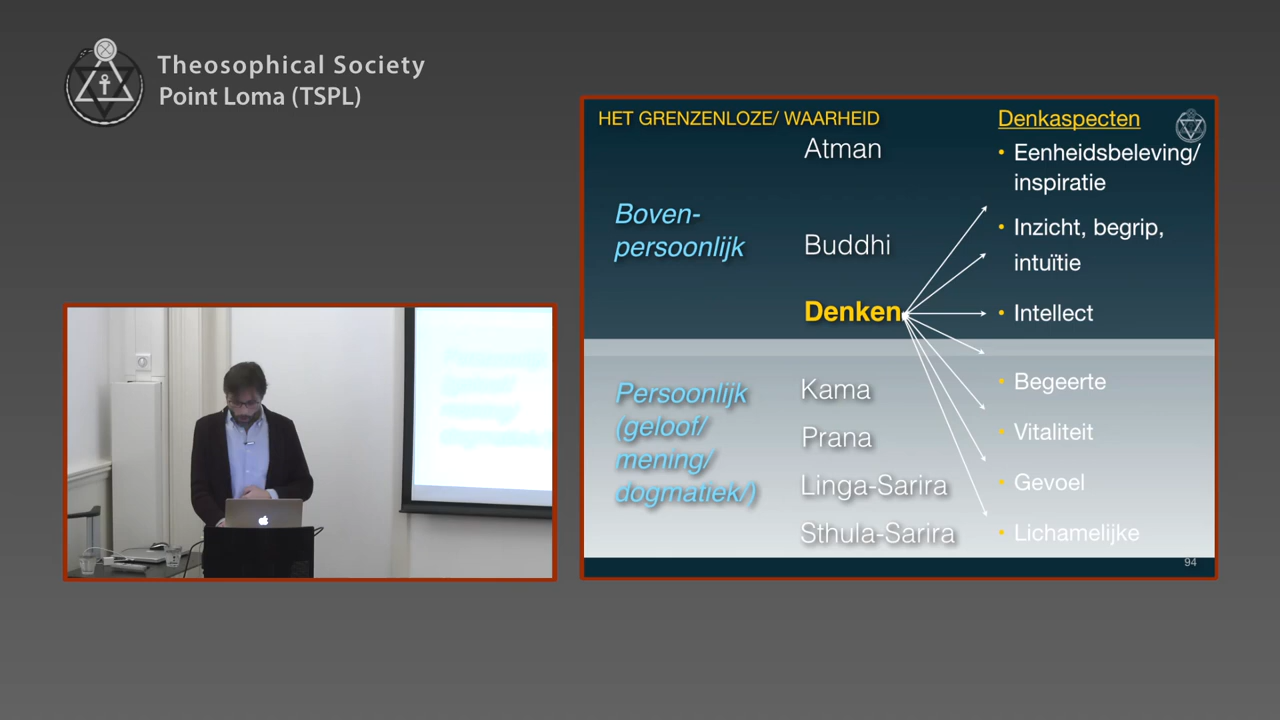 Theosophical Society
Point Loma (TSPL)
HET GRENZENLOZE/ WAARHEID
Denkaspecten
Atman
• Eenheidsbeleving/
inspiratie
Boven-
persoonlijk
Buddhi
• Inzicht, begrip,
intuïtie
Denken
• Intellect
Persoonlijk
(geloof/
mening/
dogmatiek/)
Kama
• Begeerte
Prana
• Vitaliteit
Linga-Sarira
• Gevoel
Sthula-Sarira
• Lichamelijke
94